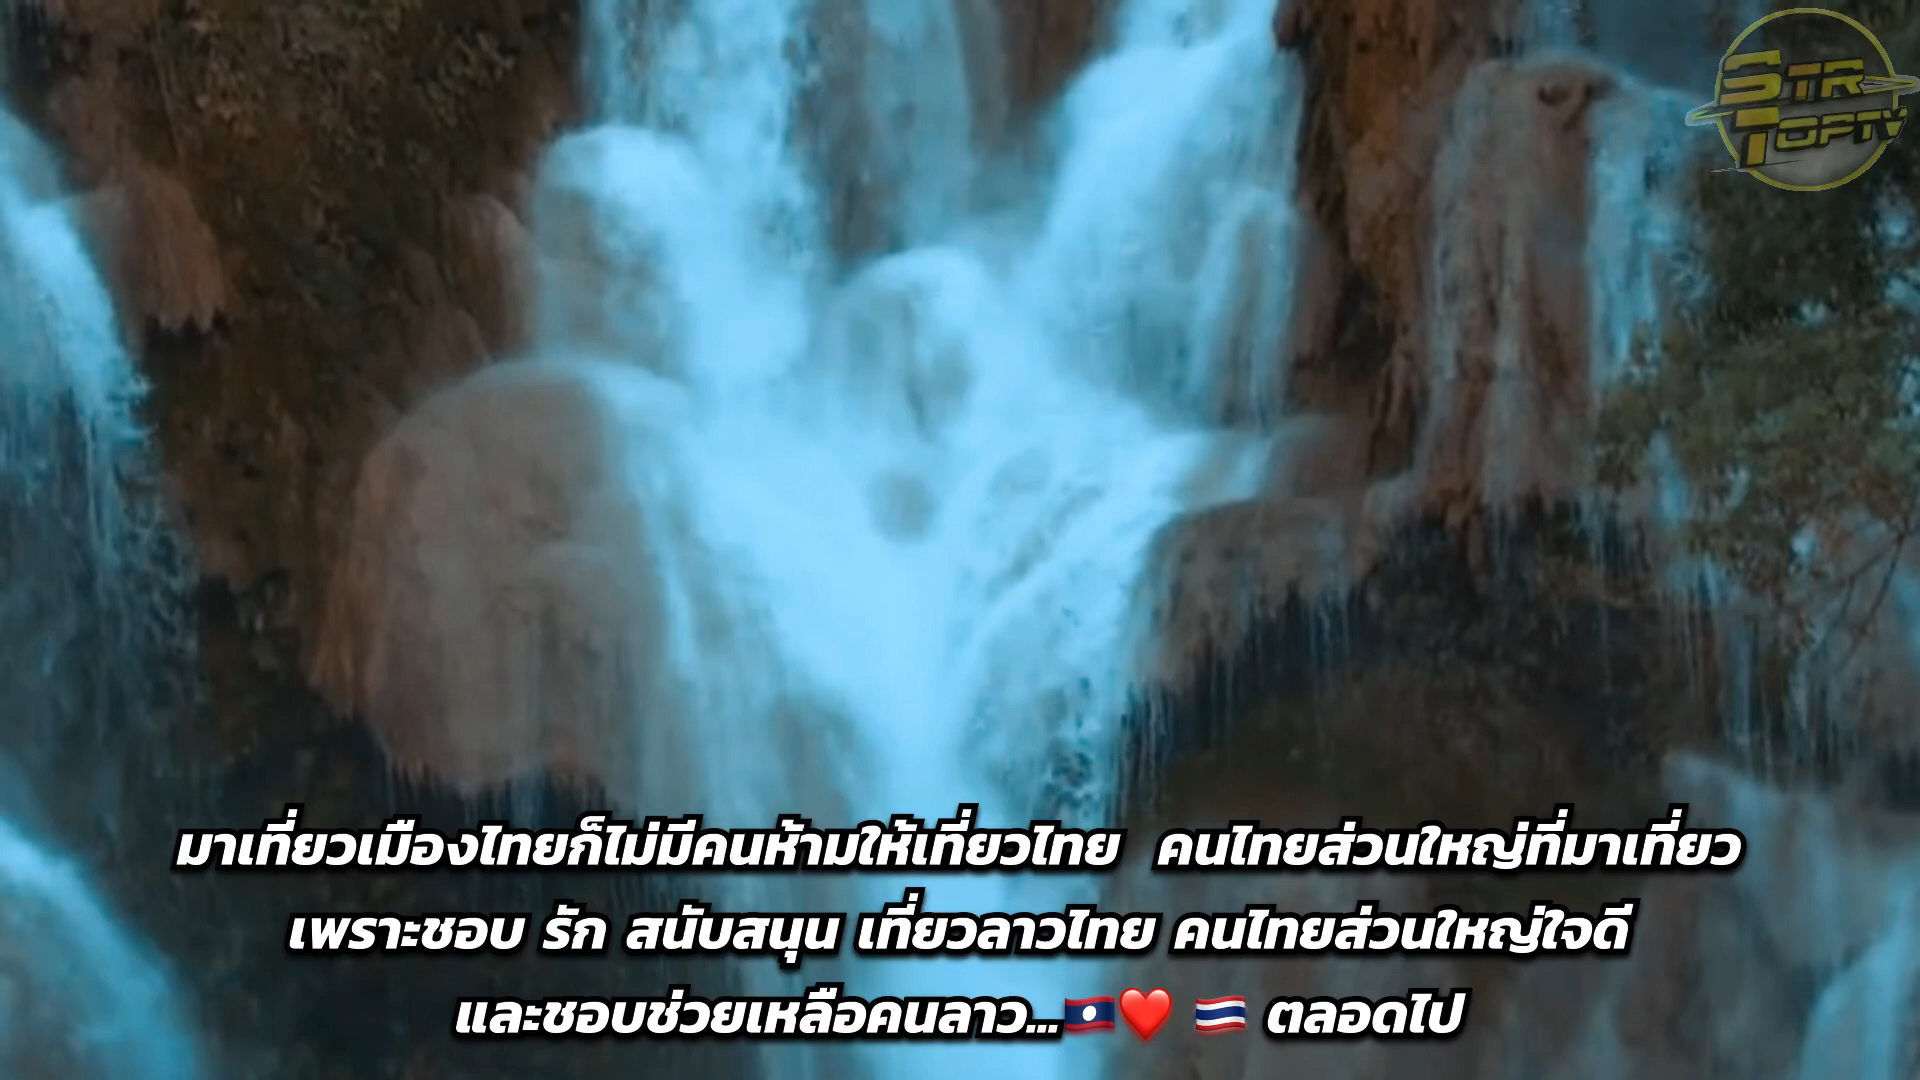 STR
TOPTV
มาเที่ยวเมืองไทยก็ไม่มีคนห้ามให้เที่ยวไทย คนไทยส่วนใหญ่ที่มาเที่ยว
เพราะชอบ รัก สนับสนุน เที่ยวลาวไทย คนไทยส่วนใหญ่ใจดี
และชอบช่วยเหลือคนลาว...🇱🇦❤️ 🇹🇭 ตลอดไป